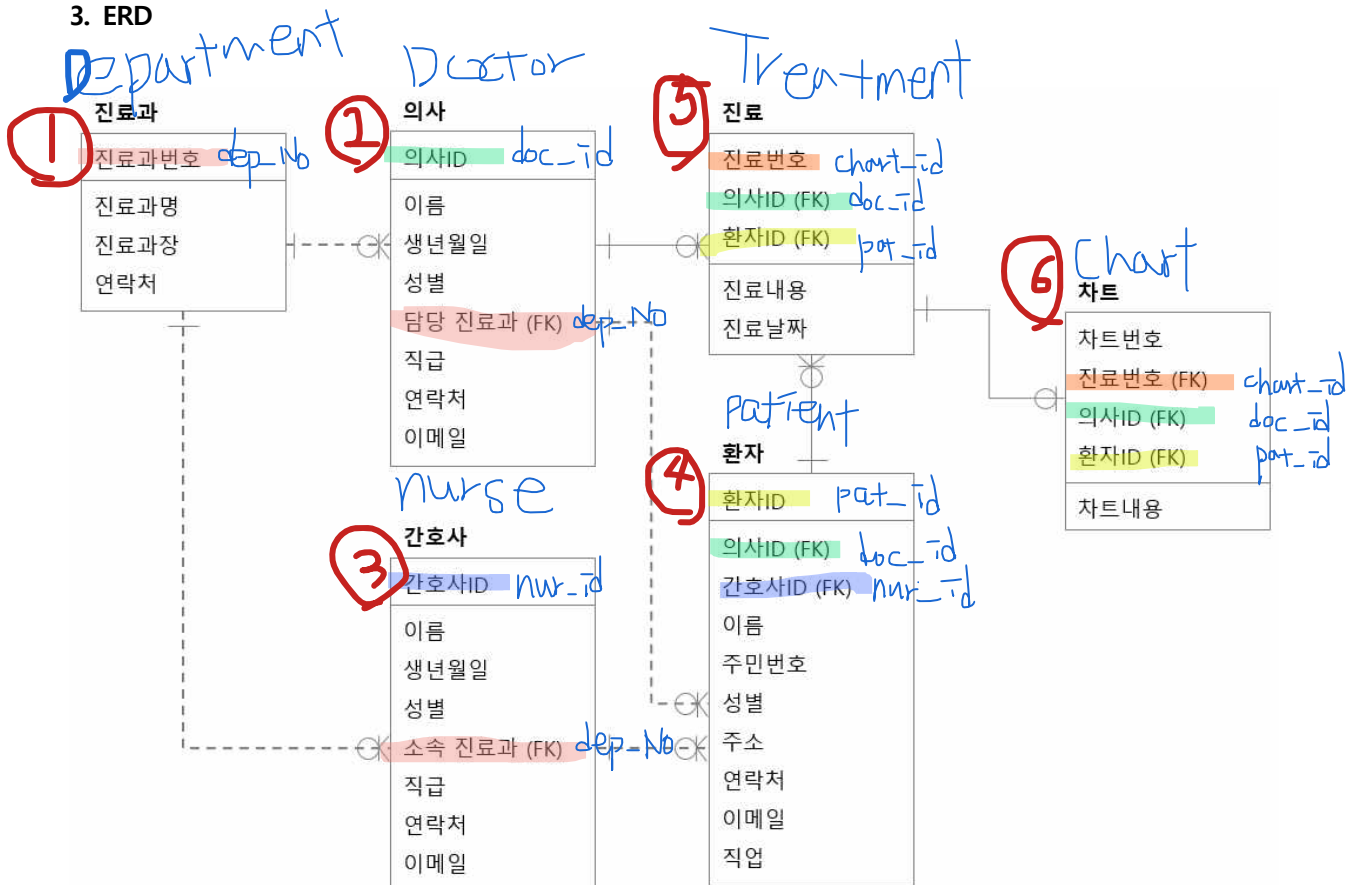 3. ERD
Department
진료과
1
진료과번호 dep_No
진료과명
진료과장
연락처
Doctor
의사
2
의사ID doc_id
이름
생년월일
성별
담당 진료과 (FK) dep_No
직급
연락처
이메일
nurse
간호사
3
간호사ID nur_id
이름
생년월일
성별
소속 진료과 (FK) dep_No
직급
연락처
이메일
Treatment
진료
5
진료번호 chart_id
의사ID (FK) doc_id
환자ID (FK) pat_id
진료내용
진료날짜
patient
환자
4
환자ID pat_id
의사ID (FK) doc_id
간호사ID (FK) nur_id
이름
주민번호
성별
주소
연락처
이메일
직업
Chart
차트
6
차트번호
진료번호 (FK) chart_id
의사ID (FK) doc_id
환자ID (FK) pat_id
차트내용